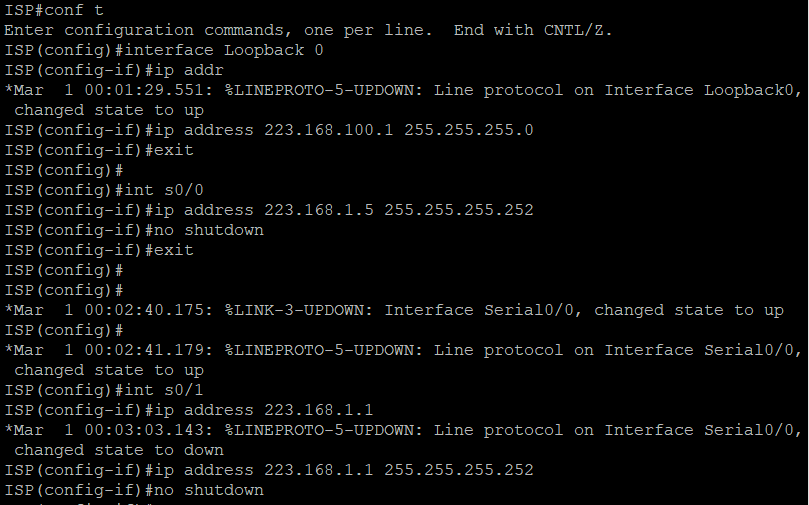 ISP#conf t
Enter configuration commands, one per line.  End with CNTL/Z.
ISP(config)#interface Loopback 0
ISP(config-if)#ip addr
*Mar  1 00:01:29.551: %LINEPROTO-5-UPDOWN: Line protocol on Interface Loopback0,
 changed state to up
ISP(config-if)#ip address 223.168.100.1 255.255.255.0
ISP(config-if)#exit
ISP(config)#
ISP(config)#int s0/0
ISP(config-if)#ip address 223.168.1.5 255.255.255.252
ISP(config-if)#no shutdown
ISP(config-if)#exit
ISP(config)#
ISP(config)#
*Mar  1 00:02:40.175: %LINK-3-UPDOWN: Interface Serial0/0, changed state to up
ISP(config)#
*Mar  1 00:02:41.179: %LINEPROTO-5-UPDOWN: Line protocol on Interface Serial0/0,
 changed state to up
ISP(config)#int s0/1
ISP(config-if)#ip address 223.168.1.1
*Mar  1 00:03:03.143: %LINEPROTO-5-UPDOWN: Line protocol on Interface Serial0/0,
 changed state to down
ISP(config-if)#ip address 223.168.1.1 255.255.255.252
ISP(config-if)#no shutdown